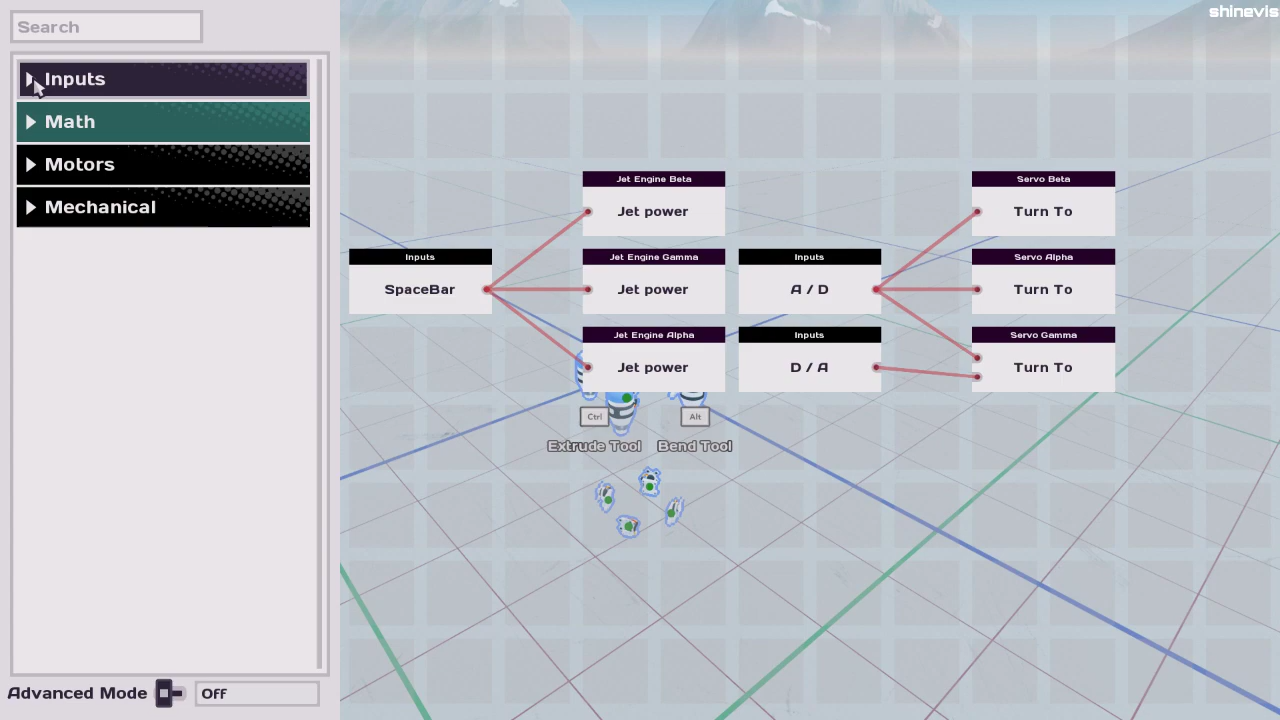 shinevis
Search
Inputs
Math
Motors
Mechanical
Jet Engine Beta
Jet power
Servo Beta
Turn To
Inputs
SpaceBar
Jet Engine Gamma
Jet power
Inputs
A / D
Servo Alpha
Turn To
Jet Engine Alpha
Jet power
Inputs
D / A
Servo Gamma
Turn To
Ctrl
Alt
Extrude Tool
Bend Tool
Advanced Mode
Off